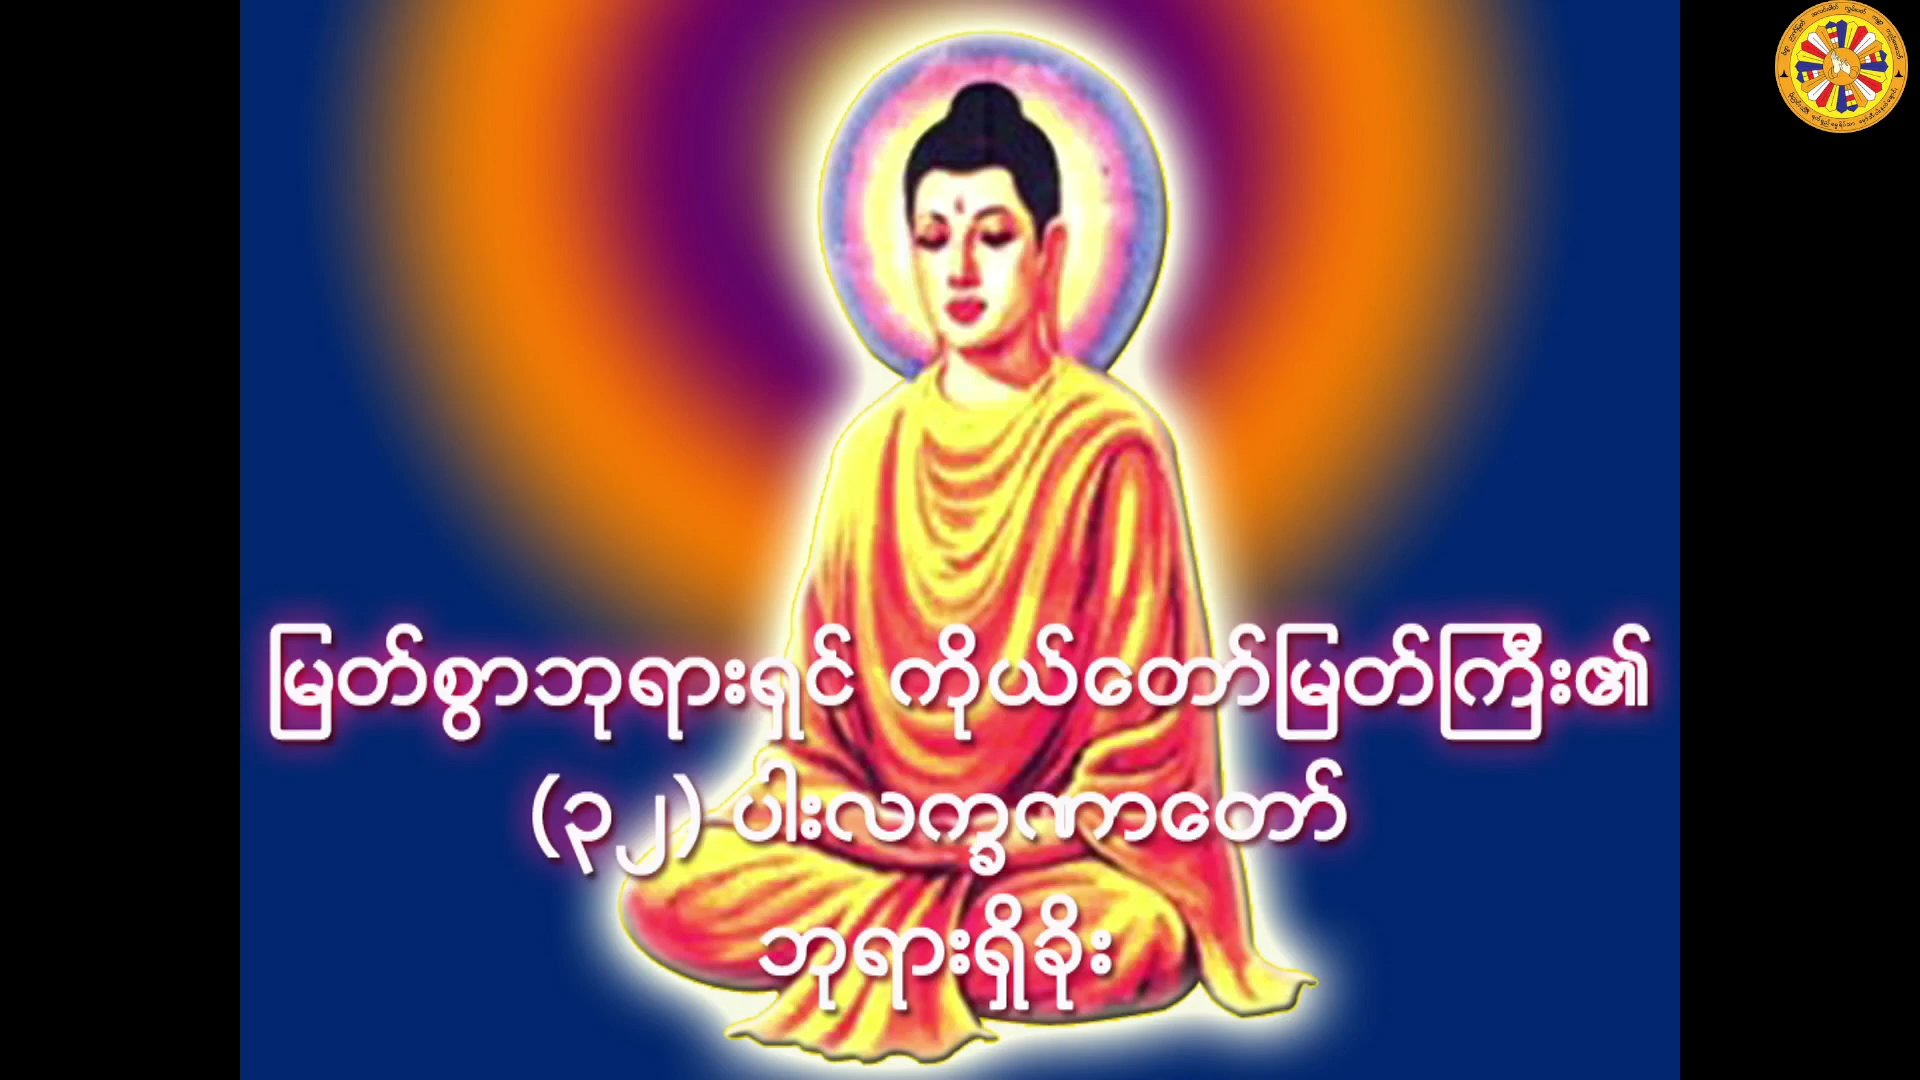 မြတ်စွာဘုရားရှင် ကိုယ်တော်မြတ်ကြီး၏
(၃၂) ပါးလက္ခဏာတော်
ဘုရားရှိခိုး